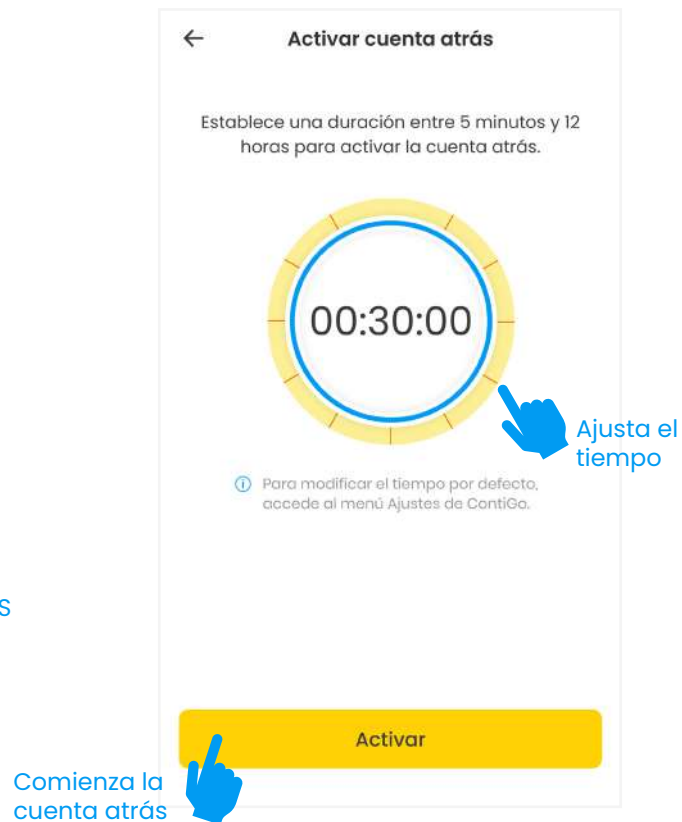 Activar cuenta atrás
Establece una duración entre 5 minutos y 12
horas para activar la cuenta atrás.
00:30:00
Ajusta el
tiempo
Para modificar el tiempo por defecto,
accede al menú Ajustes de ContiGo.
S
Activar
Comienza la
cuenta atrás